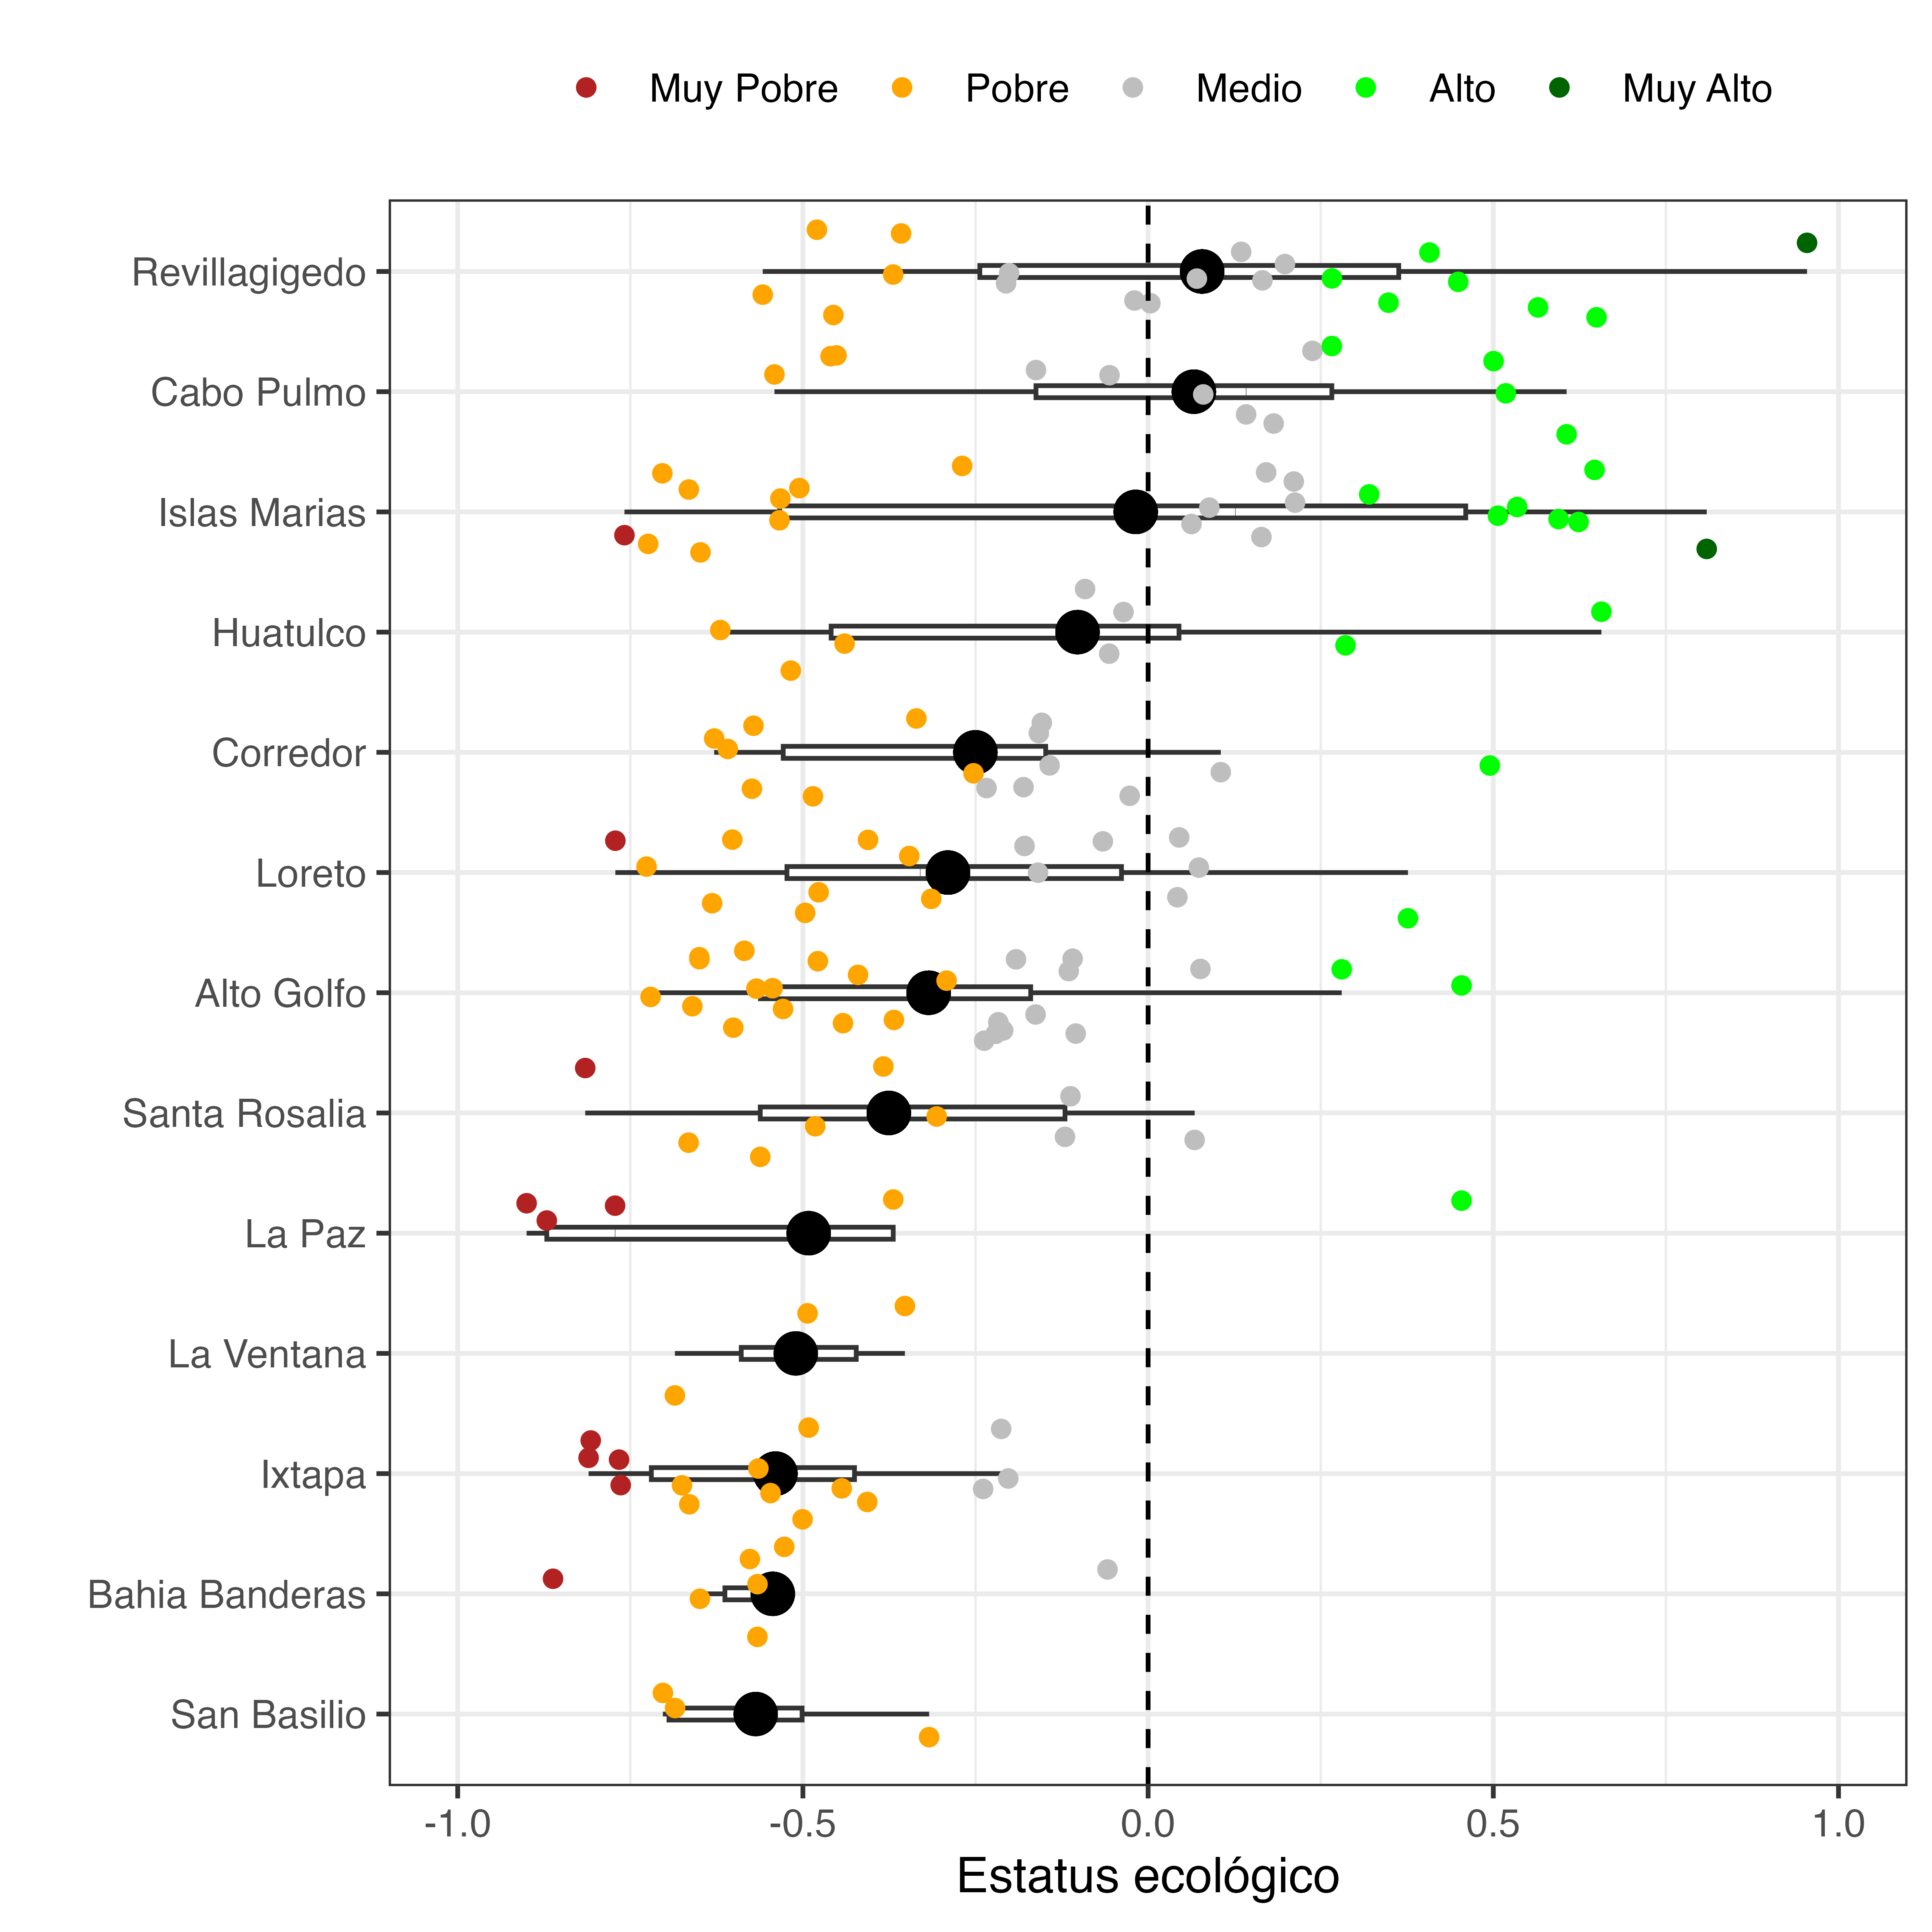 Muy Pobre Pobre Medio Alto Muy Alto
Revillagigedo
Cabo Pulmo
Islas Marias
Huatulco
Corredor
Loreto
Alto Golfo
Santa Rosalia
La Paz
La Ventana
Ixtapa
Bahia Banderas
San Basilio
-1.0 -0.5 0.0 0.5 1.0
Estatus ecológico